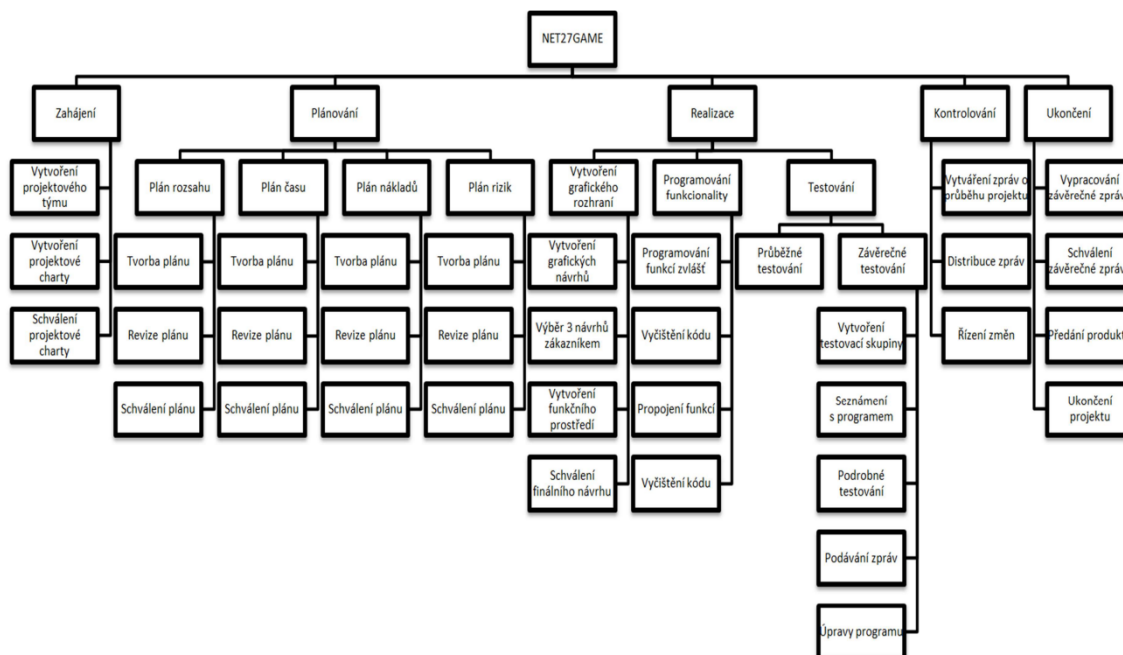 NET27GAME
Zahájení
Plánování
Realizace
Kontrolování
Ukončení
Vytvoření
projektového
týmu
Vytvoření
projektové
charty
Schválení
projektové
charty
Plán rozsahu
Tvorba plánu
Revize plánu
Schválení plánu
Plán času
Tvorba plánu
Revize plánu
Schválení plánu
Plán nákladů
Tvorba plánu
Revize plánu
Schválení plánu
Plán rizik
Tvorba plánu
Revize plánu
Schválení plánu
Vytvoření
grafického
rozhraní
Vytvoření
grafických
návrhů
Výběr 3 návrhů
zákazníkem
Vytvoření
funkčního
prostředí
Schválení
finálního návrhu
Programování
funkcionality
Programování
funkcí zvlášť
Vyčištění kódu
Propojení funkcí
Vyčištění kódu
Testování
Průběžné
testování
Závěrečné
testování
Vytvoření
testovací skupiny
Seznámení
s programem
Podrobné
testování
Podávání zpráv
Úpravy programu
Vytváření zpráv o
průběhu projektu
Distribuce zpráv
Řízení změn
Vypracování
závěrečné zpráv
Schválení
závěrečné zpráv
Předání produkt
Ukončení
projektu